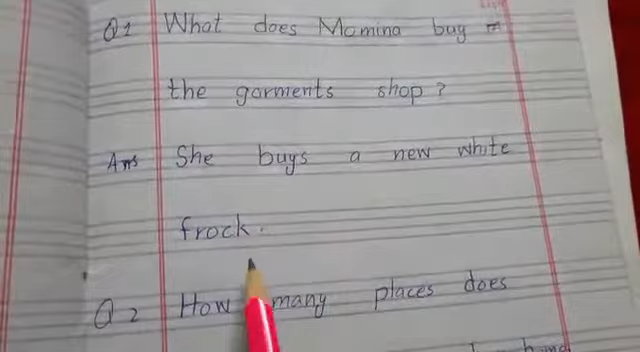 Q1 What does Momina buy
the garments shop?
Ans She buys a new white
frock.
Q2 How many places does